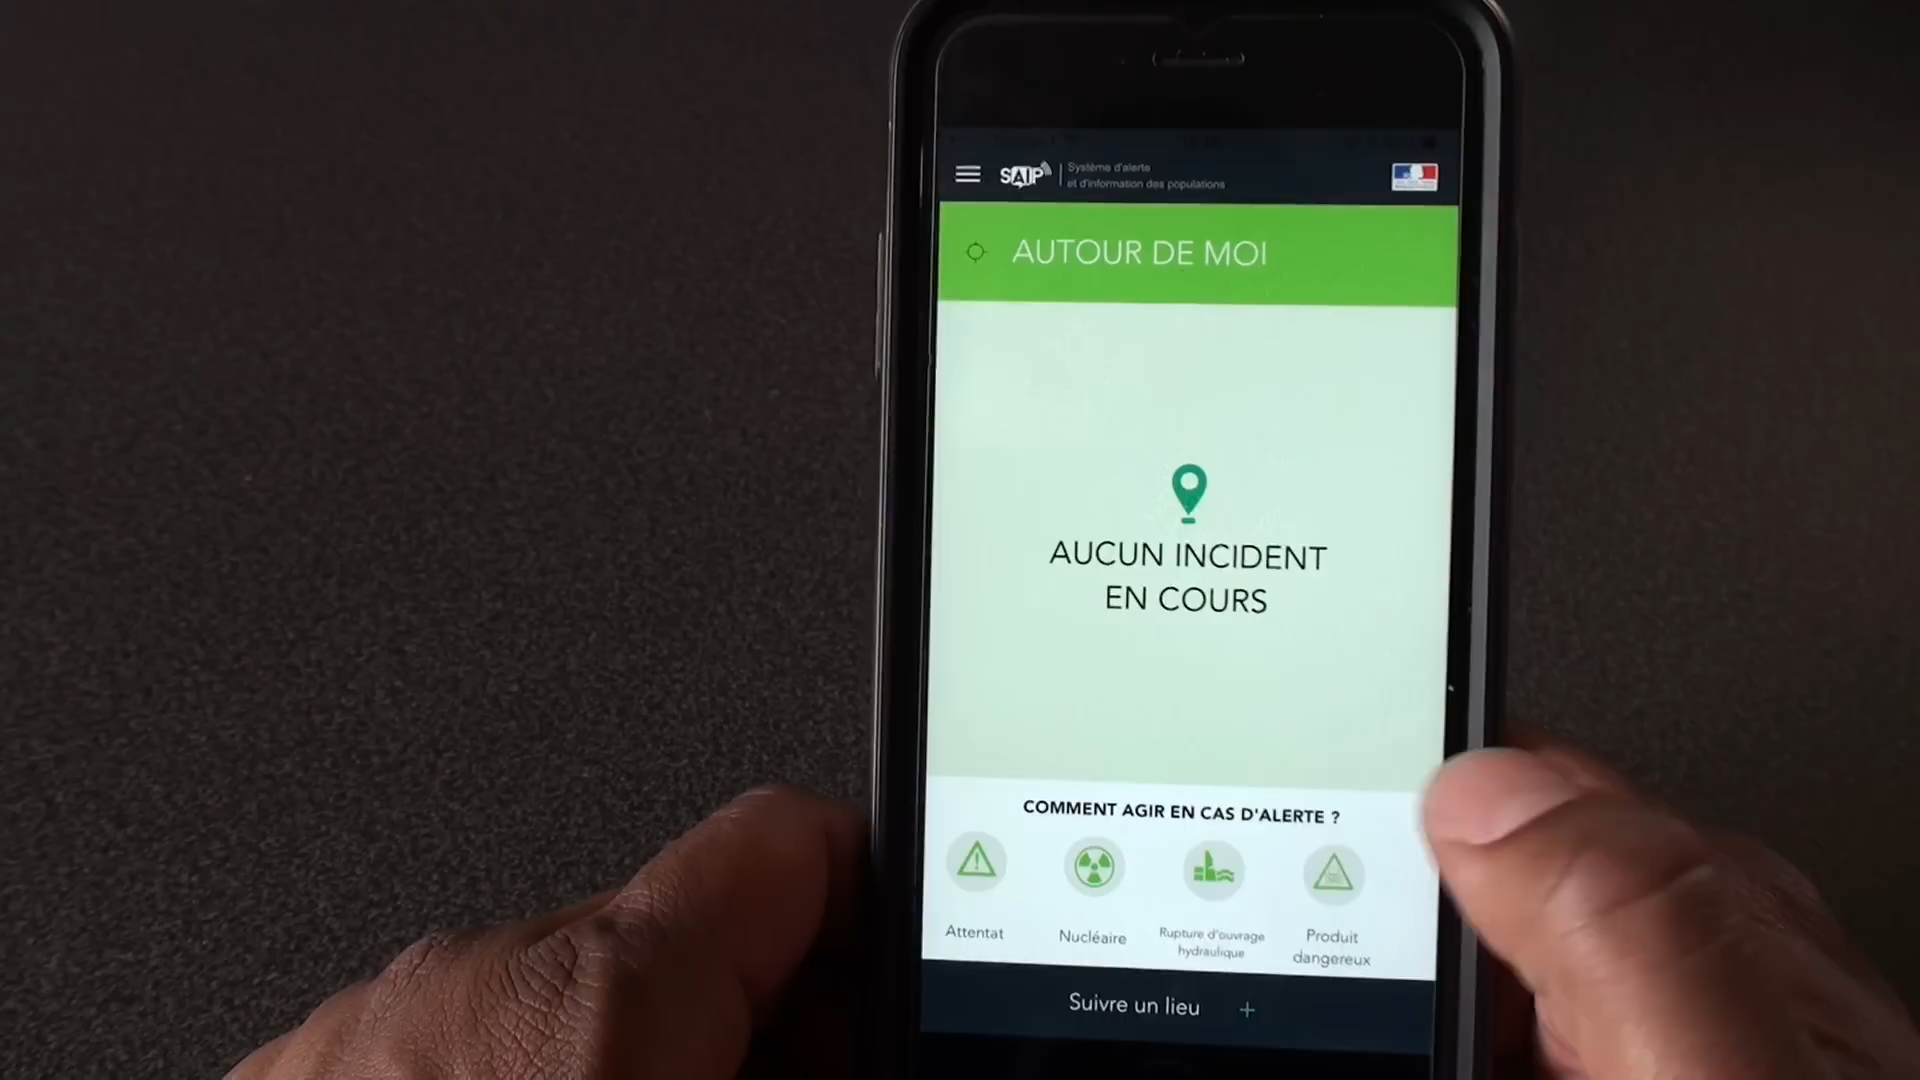 SAIP
Système d'alerte
et d'information des populations
AUTOUR DE MOI
AUCUN INCIDENT
EN COURS
COMMENT AGIR EN CAS D'ALERTE ?
Attentat
Nucléaire
Rupture d'ouvrage
hydraulique
Produit
dangereux
Suivre un lieu +